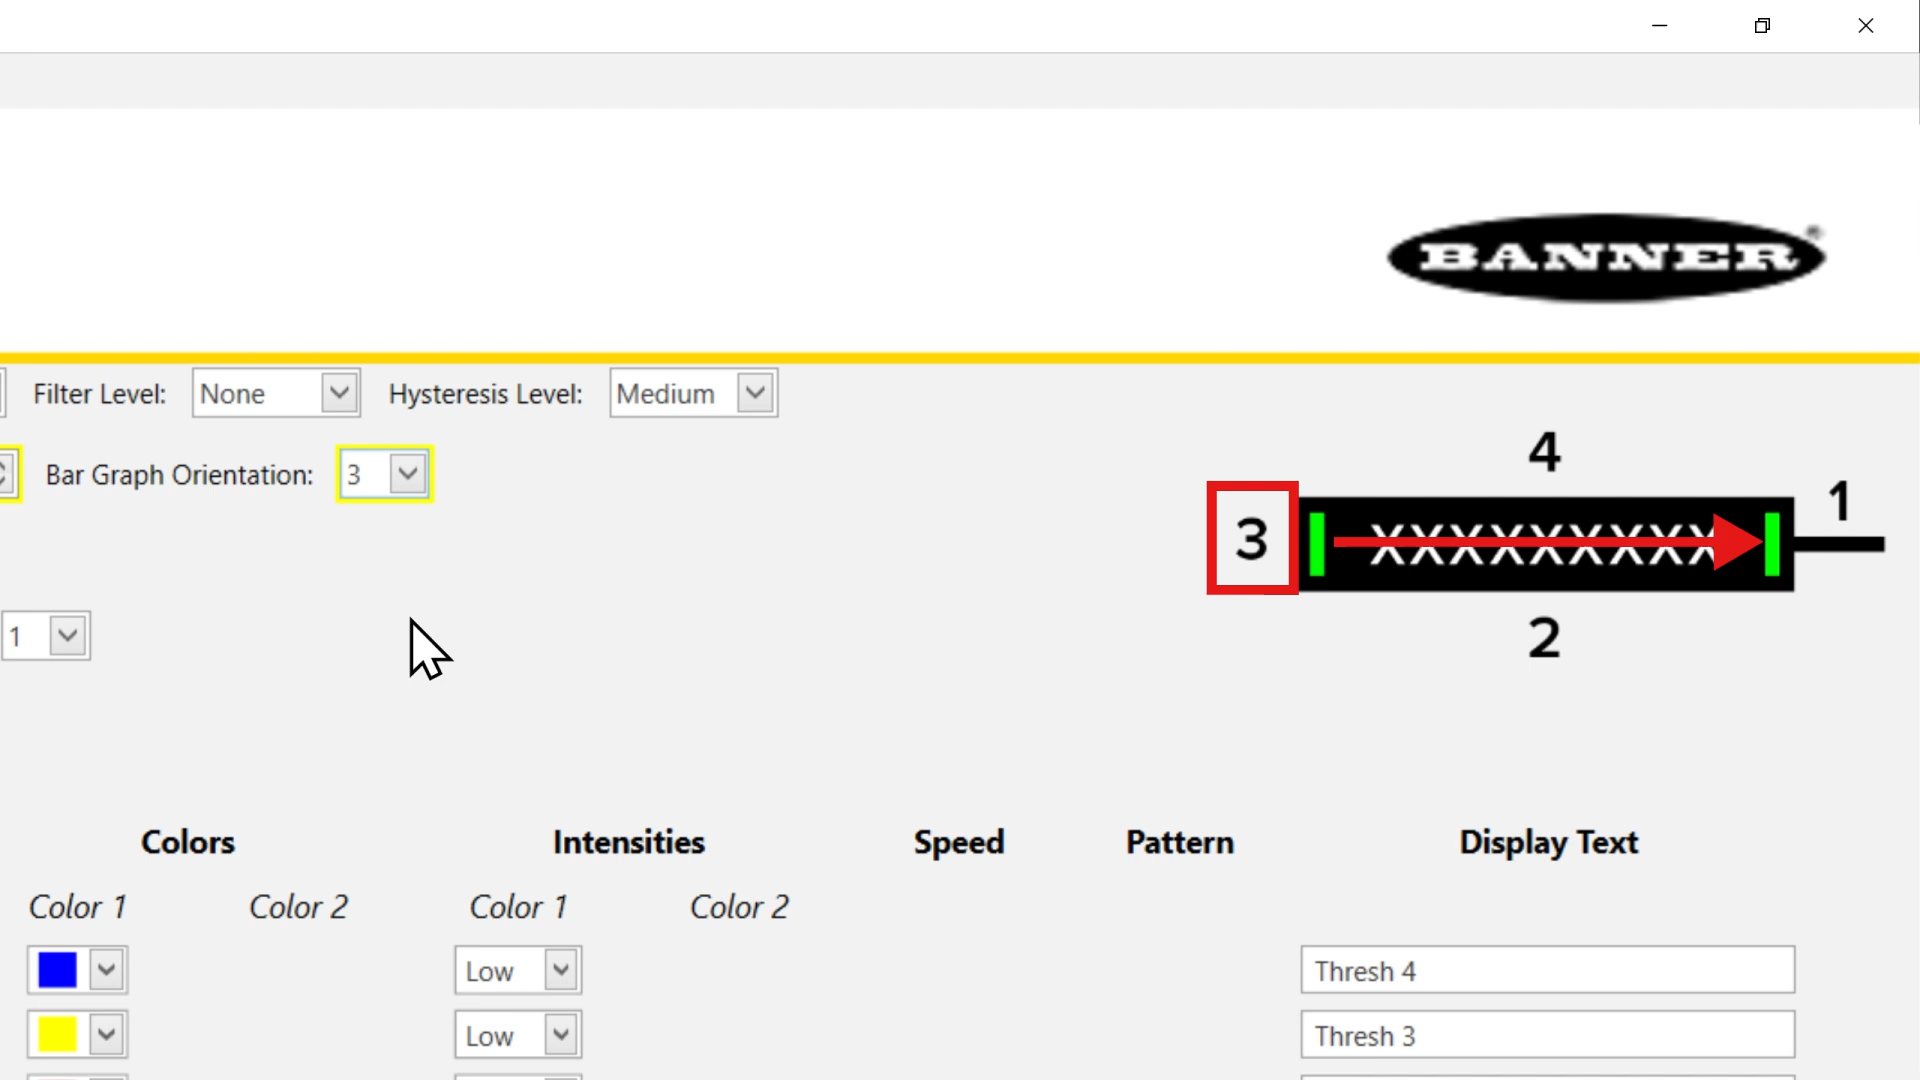 BANNER®
Filter Level: None Hysteresis Level: Medium
Bar Graph Orientation: 3
4
3 XXXXXXXXX 1
2
1
Colors Intensities Speed Pattern Display Text
Color 1 Color 2 Color 1 Color 2
Low Thresh 4
Low Thresh 3